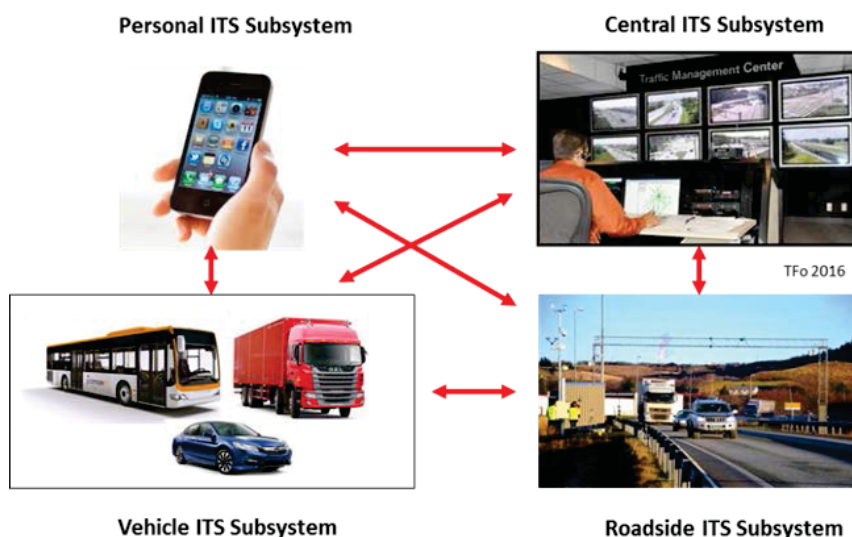 Personal ITS Subsystem
Central ITS Subsystem
Traffic Management Center
TFo 2016
Vehicle ITS Subsystem
Roadside ITS Subsystem